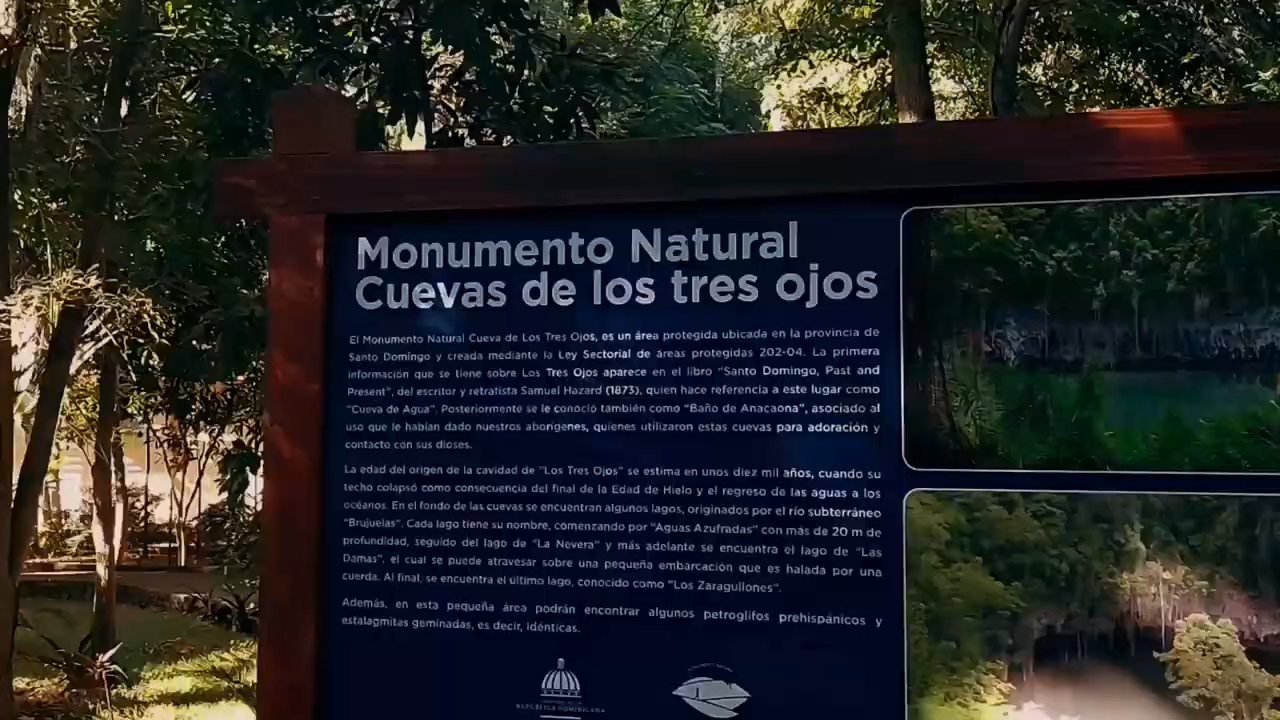 Monumento Natural
Cuevas de los tres ojos
El Monumento Natural Cueva de Los Tres Ojos, es un área protegida ubicada en la provincia de
Santo Domingo y creada mediante la Ley Sectorial de áreas protegidas 202-04. La primera
información que se tiene sobre Los Tres Ojos aparece en el libro "Santo Domingo, Past and
Present", del escritor y retratista Samuel Hazard (1873), quien hace referencia a este lugar como
"Cueva de Agua". Posteriormente se le conoció también como "Baño de Anacaona", asociado al
uso que le habían dado nuestros aborígenes, quienes utilizaron estas cuevas para adoración y
contacto con sus dioses.
La edad del origen de la cavidad de "Los Tres Ojos" se estima en unos diez mil años, cuando su
techo colapsó como consecuencia del final de la Edad de Hielo y el regreso de las aguas a los
océanos. En el fondo de las cuevas se encuentran algunos lagos, originados por el río subterráneo
"Brujuelas". Cada lago tiene su nombre, comenzando por "Aguas Azufradas" con más de 20 m de
profundidad, seguido del lago de "La Nevera" y más adelante se encuentra el lago de "Las
Damas", el cual se puede atravesar sobre una pequeña embarcación que es halada por una
cuerda. Al final, se encuentra el último lago, conocido como "Los Zaragullones".
Además, en esta pequeña área podrán encontrar algunos petroglifos prehispánicos y
estalagmitas geminadas, es decir, idénticas.
REPÚBLICA DOMINICANA